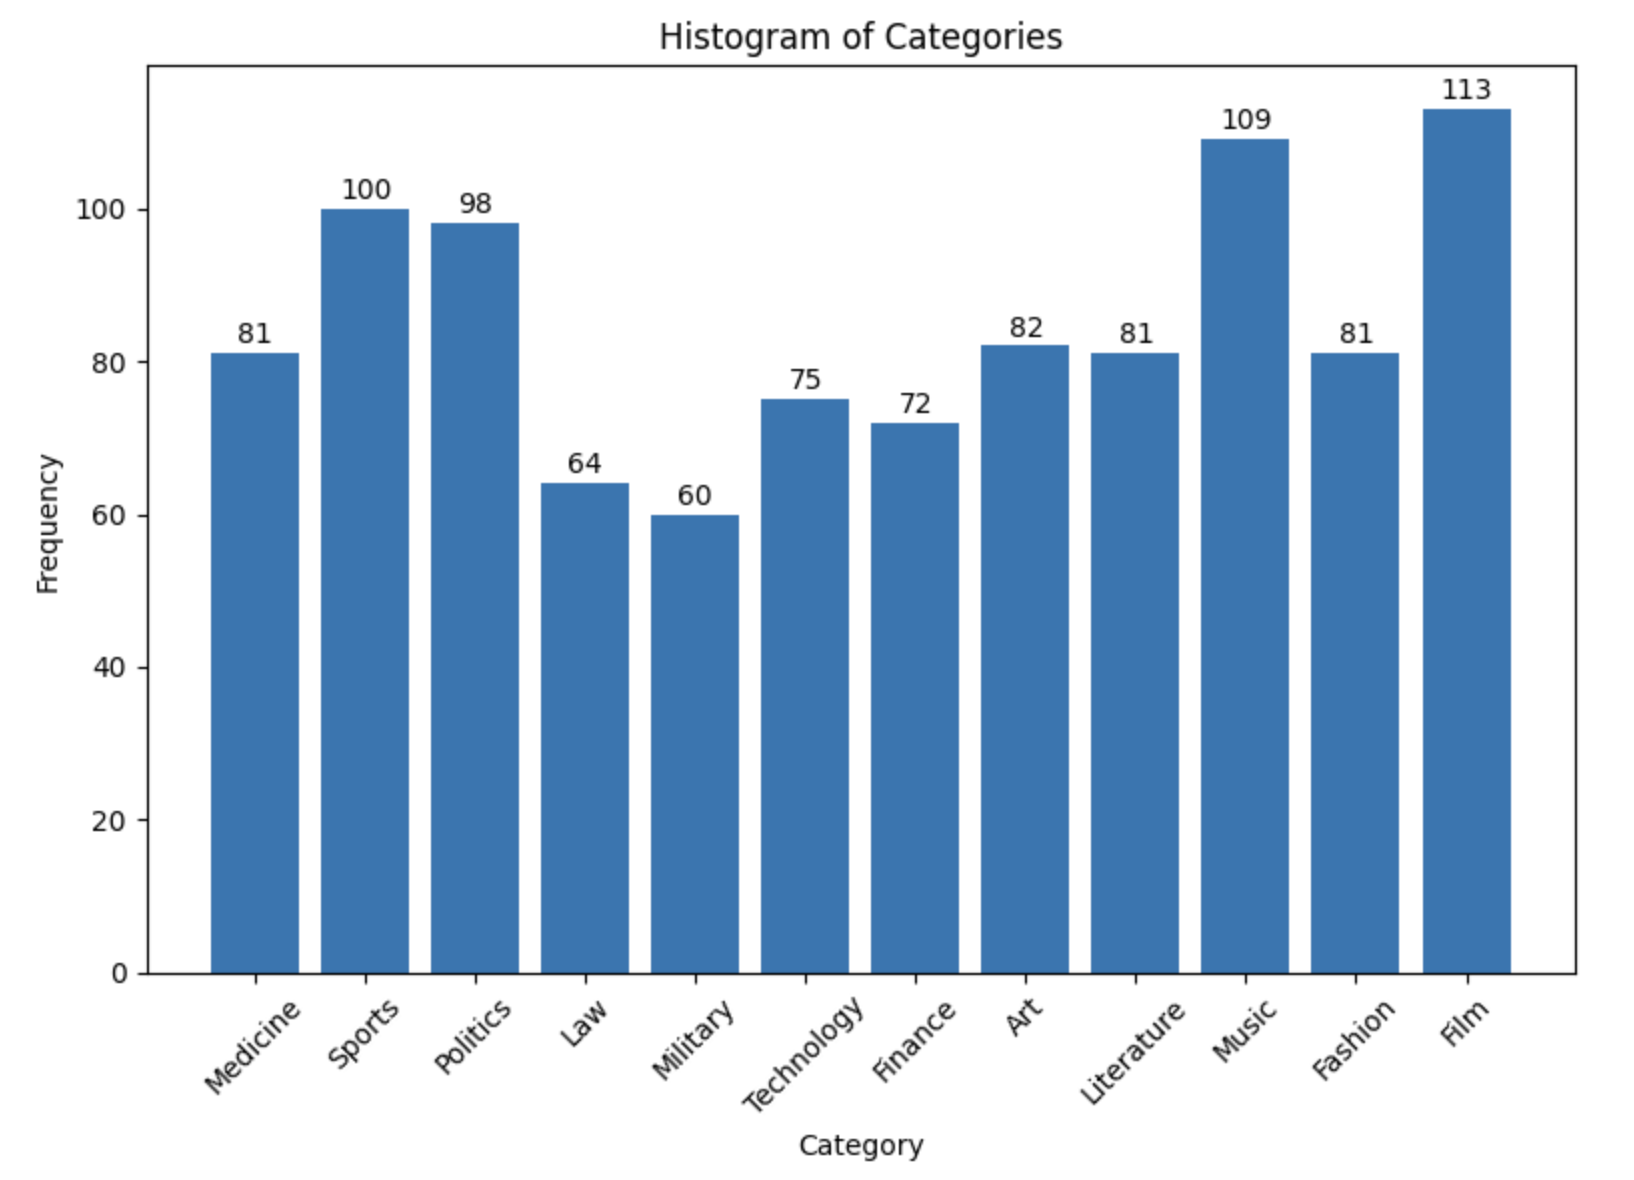 Histogram of Categories
Frequency
100
80
60
40
20
0
81
100
98
64
60
75
72
82
81
109
81
113
Medicine
Sports
Politics
Law
Military
Technology
Finance
Art
Literature
Music
Fashion
Film
Category